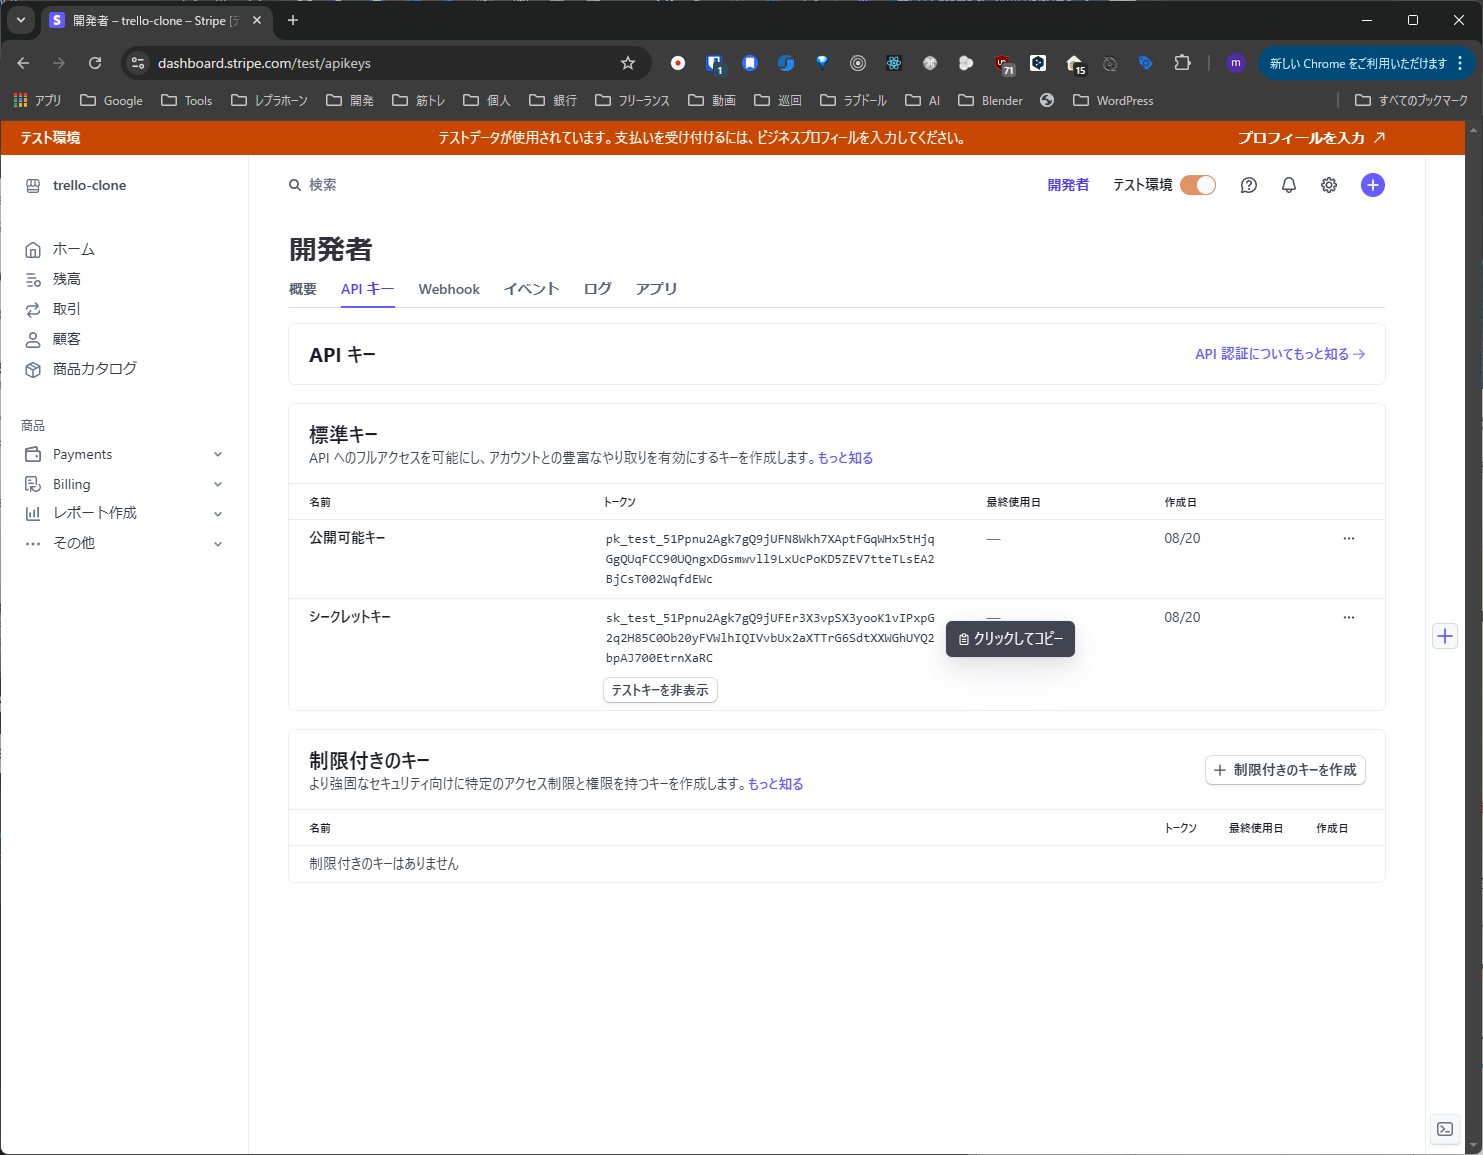 開発者 – trello-clone – Stripe [テ
dashboard.stripe.com/test/apikeys
1
71
15
m
新しい Chrome をご利用いただけます
アプリ Google Tools レプラホーン 開発 筋トレ 個人 銀行 フリーランス 動画 巡回 ラブドール AI Blender WordPress すべてのブックマーク
テスト環境 テストデータが使用されています。支払いを受け付けるには、ビジネスプロフィールを入力してください。 プロフィールを入力
trello-clone
検索
開発者 テスト環境
ホーム
残高
取引
顧客
商品カタログ
商品
Payments
Billing
レポート作成
その他
開発者
概要 API キー Webhook イベント ログ アプリ
API キー
API 認証についてもっと知る
標準キー
API へのフルアクセスを可能にし、アカウントとの豊富なやり取りを有効にするキーを作成します。もっと知る
名前 トークン 最終使用日 作成日
公開可能キー
pk_test_51Ppnu2Agk7gQ9jUFN8Wkh7XAptFGqWHx5tHjq
GgQUqFCC90UQngxDGsmwvll9LxUcPoKD5ZEV7tteTLsEA2
BjCsT002WqfdEWc
—
08/20
シークレットキー
sk_test_51Ppnu2Agk7gQ9jUFEr3X3vpSX3yooK1vIPxpG
2q2H85C0Ob20yFVWlhIQIVvbUx2aXTTrG6SdtXXWGhUYQ2
bpAJ700EtrnXaRC
—
08/20
クリックしてコピー
テストキーを非表示
制限付きのキー
より強固なセキュリティ向けに特定のアクセス制限と権限を持つキーを作成します。もっと知る
制限付きのキーを作成
名前 トークン 最終使用日 作成日
制限付きのキーはありません